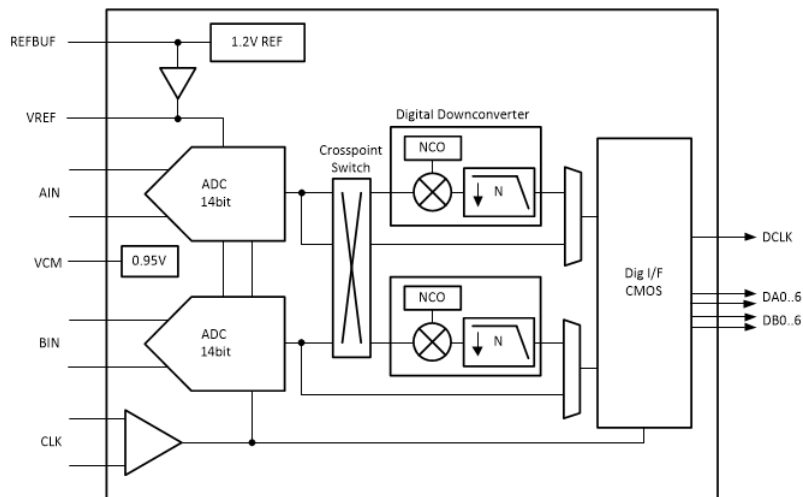 REFBUF
1.2V REF
VREF
Digital Downconverter
Crosspoint
Switch
NCO
ADC
14bit
N
AIN
DCLK
VCM
0.95V
Dig I/F
CMOS
DA0..6
NCO
DB0..6
ADC
14bit
N
BIN
CLK